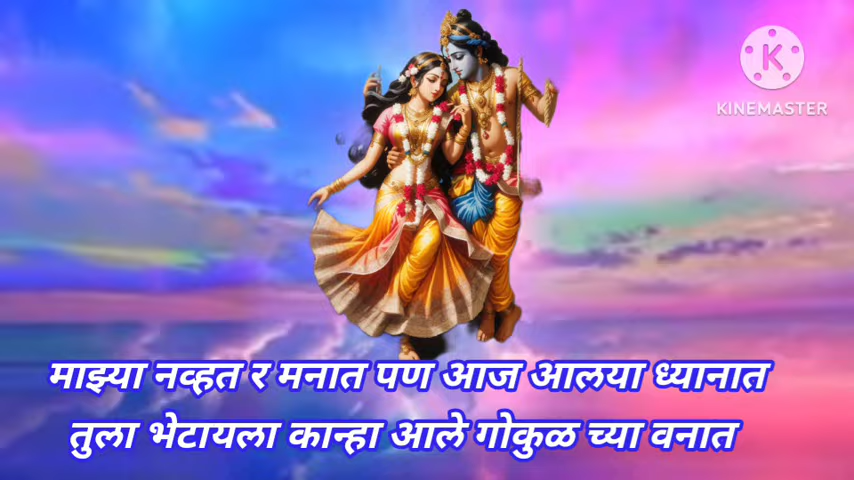 KINEMASTER
माझ्या नव्हत र मनात पण आज आलया ध्यानात
तुला भेटायला कान्हा आले गोकुळ च्या वनात